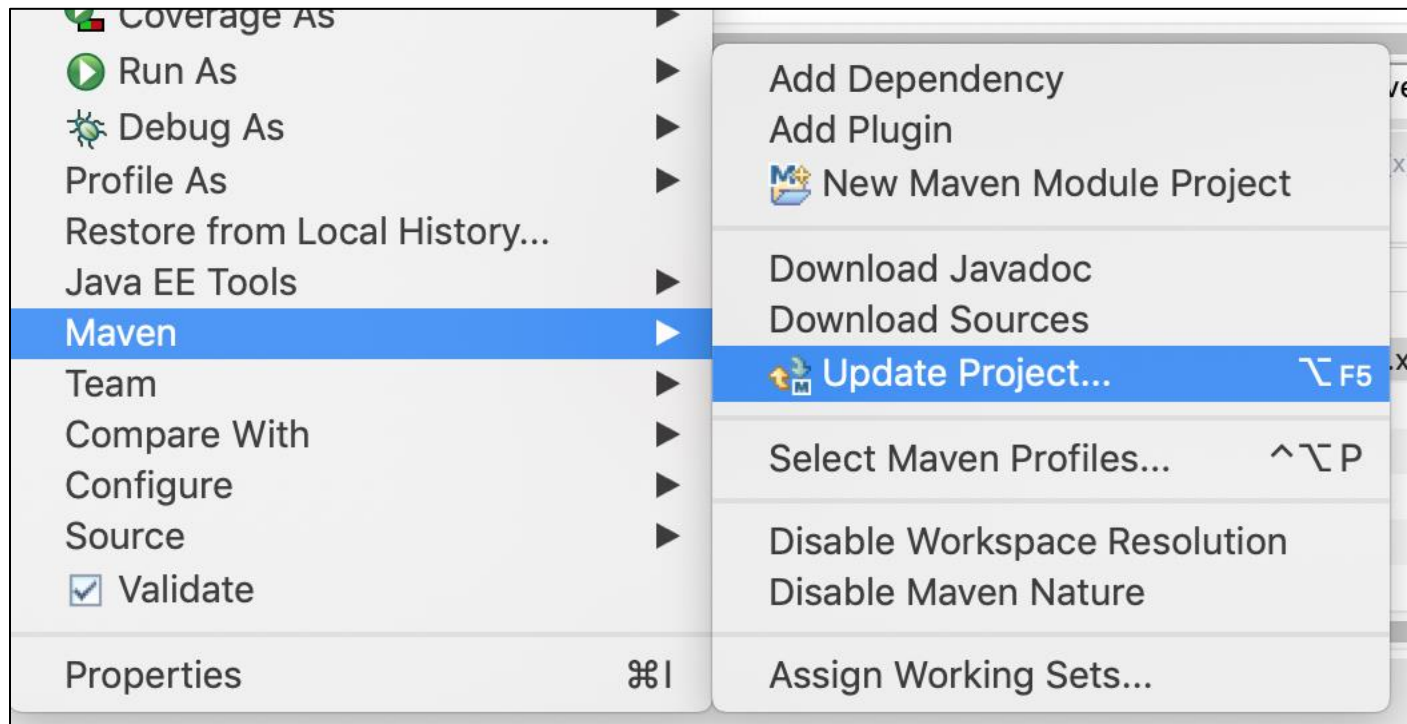 Coverage As
Run As
Debug As
Profile As
Restore from Local History...
Java EE Tools
Maven
Team
Compare With
Configure
Source
Validate
Properties ⌘I
Add Dependency
Add Plugin
New Maven Module Project
Download Javadoc
Download Sources
Update Project... ⌥F5
Select Maven Profiles... ^⌥P
Disable Workspace Resolution
Disable Maven Nature
Assign Working Sets...